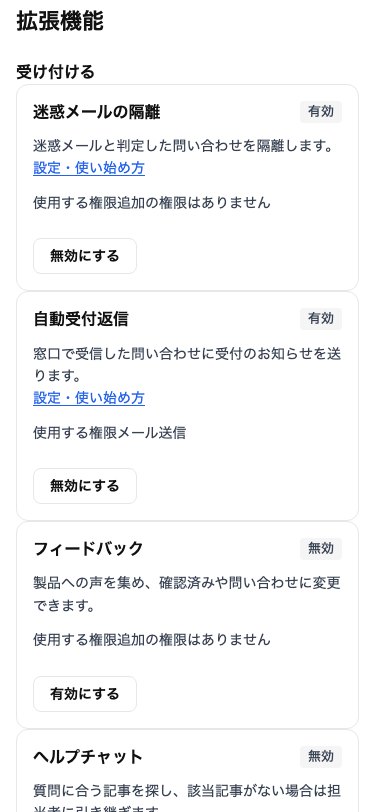 拡張機能
受け付ける
迷惑メールの隔離
有効
迷惑メールと判定した問い合わせを隔離します。
設定・使い始め方
使用する権限追加の権限はありません
無効にする
自動受付返信
有効
窓口で受信した問い合わせに受付のお知らせを送
ります。
設定・使い始め方
使用する権限メール送信
無効にする
フィードバック
無効
製品への声を集め、確認済みや問い合わせに変更
できます。
使用する権限追加の権限はありません
有効にする
ヘルプチャット
無効
質問に合う記事を探し、該当記事がない場合は担
当者に引き継ぎます